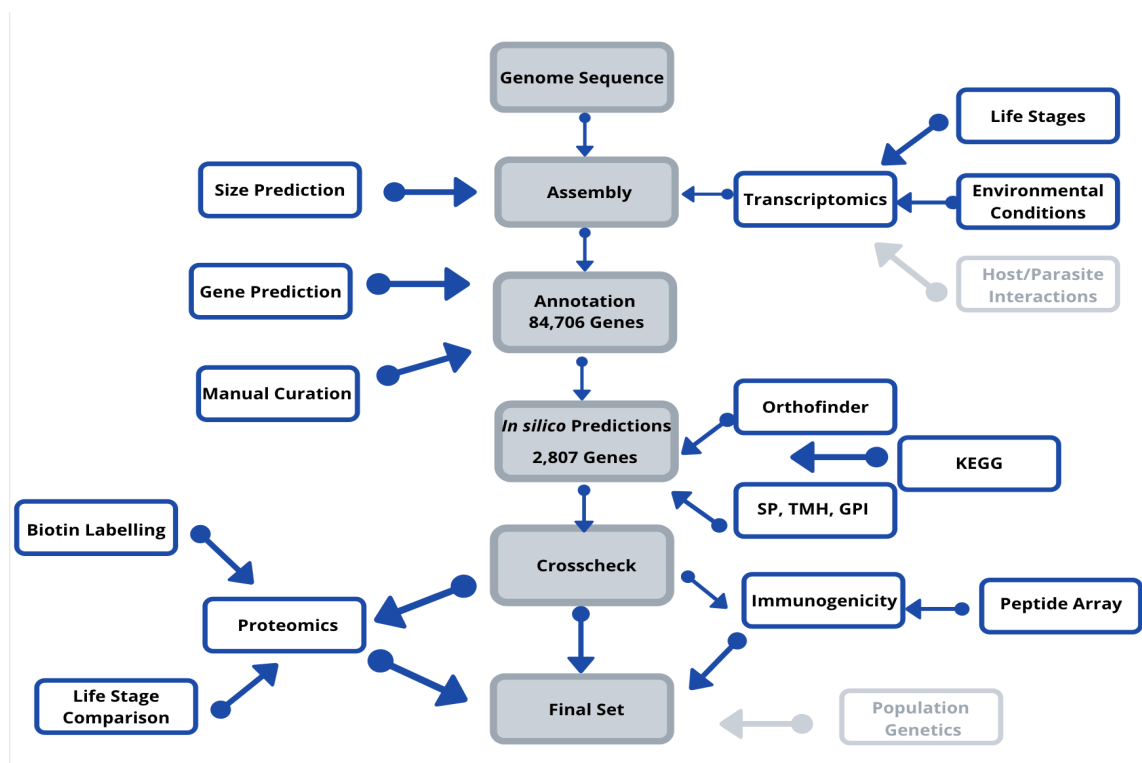 Genome Sequence
Life Stages
Size Prediction
Assembly
Transcriptomics
Environmental
Conditions
Gene Prediction
Annotation
84,706 Genes
Host/Parasite
Interactions
Manual Curation
In silico Predictions
2,807 Genes
Orthofinder
KEGG
SP, TMH, GPI
Biotin Labelling
Crosscheck
Immunogenicity
Peptide Array
Proteomics
Life Stage
Comparison
Final Set
Population
Genetics